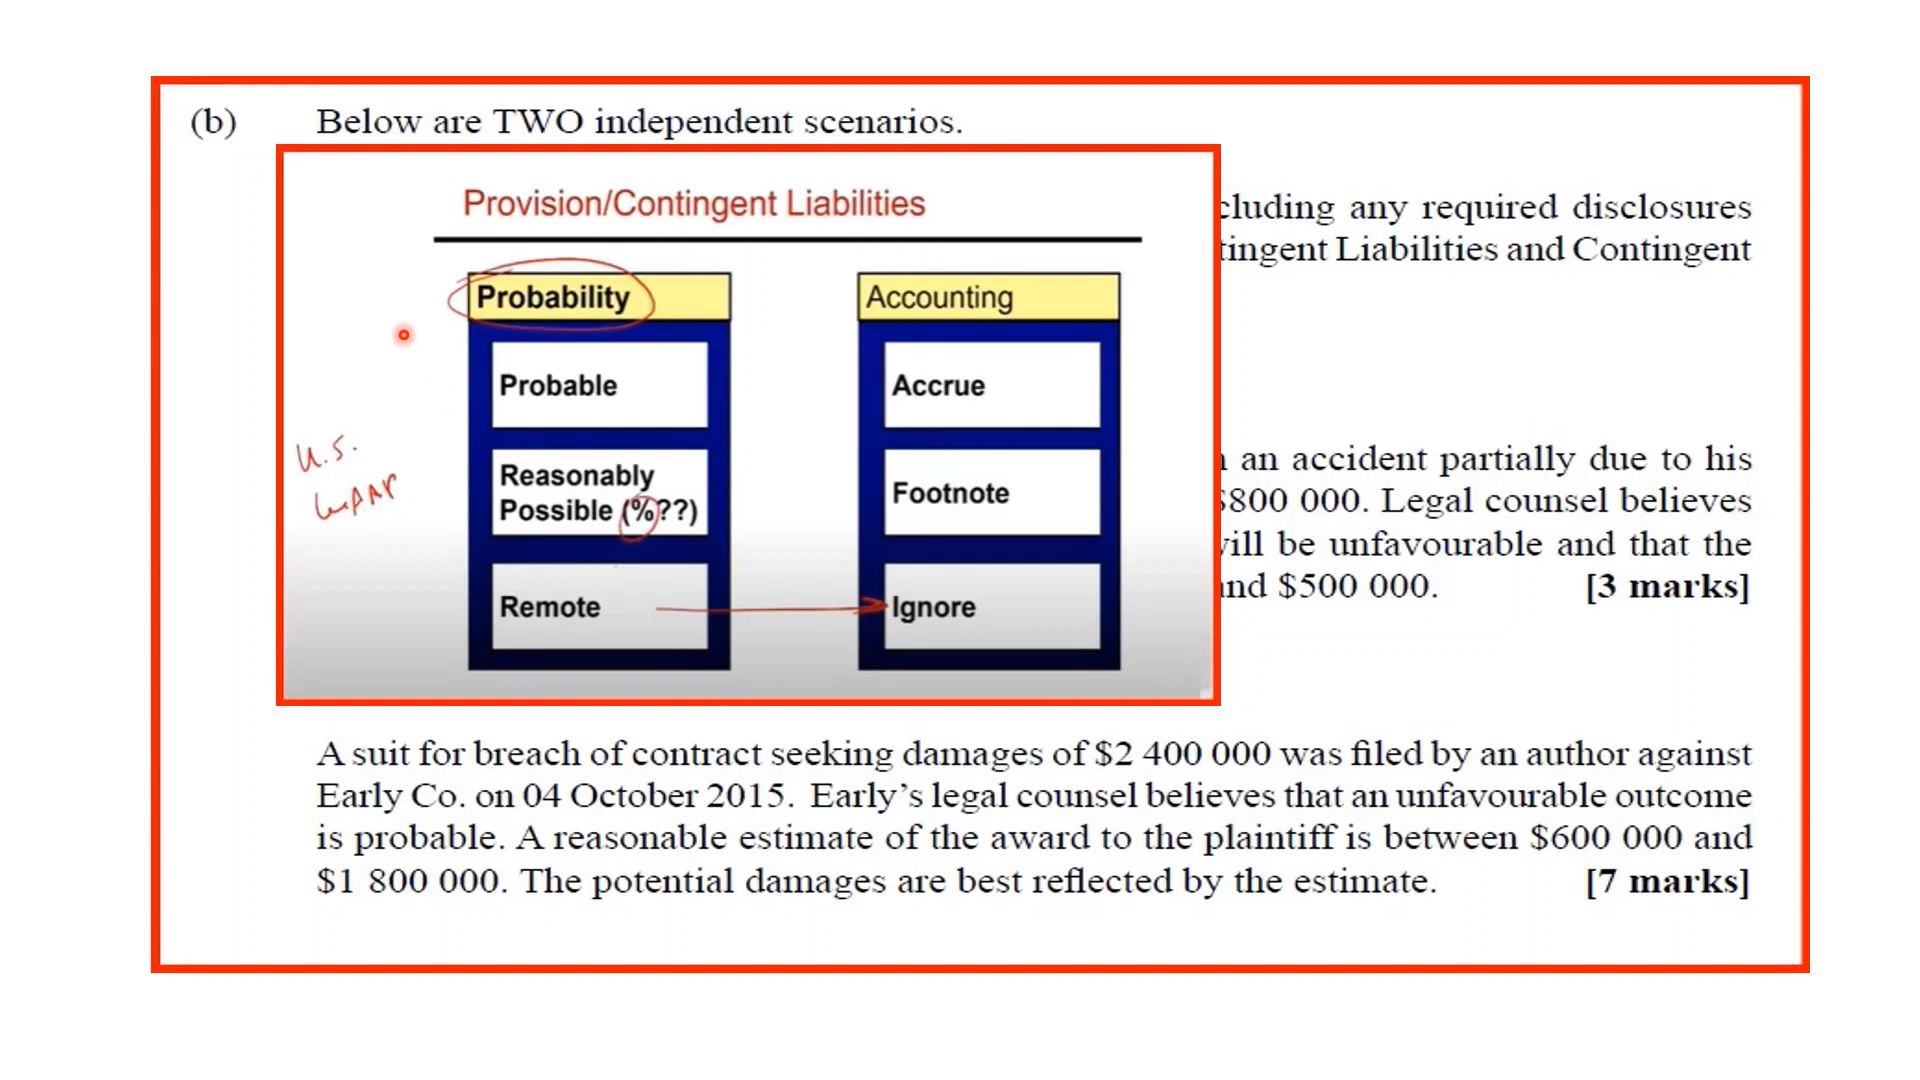 (b) Below are TWO independent scenarios.
Provision/Contingent Liabilities
cluding any required disclosures
tingent Liabilities and Contingent
Probability
Accounting
Probable
Accrue
U.S.
GAAP
Reasonably
Possible (%??)
Footnote
Remote
Ignore
an accident partially due to his
$800 000. Legal counsel believes
will be unfavourable and that the
and $500 000. [3 marks]
A suit for breach of contract seeking damages of $2 400 000 was filed by an author against
Early Co. on 04 October 2015. Early’s legal counsel believes that an unfavourable outcome
is probable. A reasonable estimate of the award to the plaintiff is between $600 000 and
$1 800 000. The potential damages are best reflected by the estimate. [7 marks]